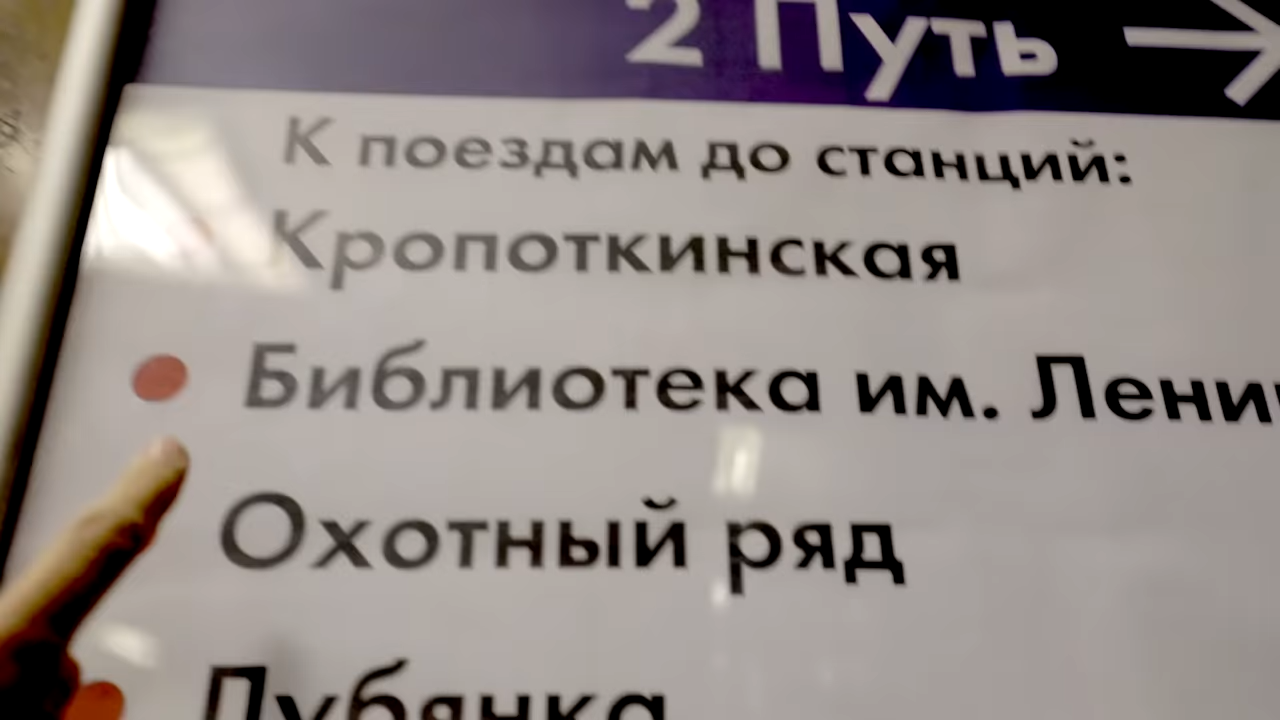 2 Путь
К поездам до станций:
Кропоткинская
Библиотека им. Лени
Охотный ряд
Лубянка